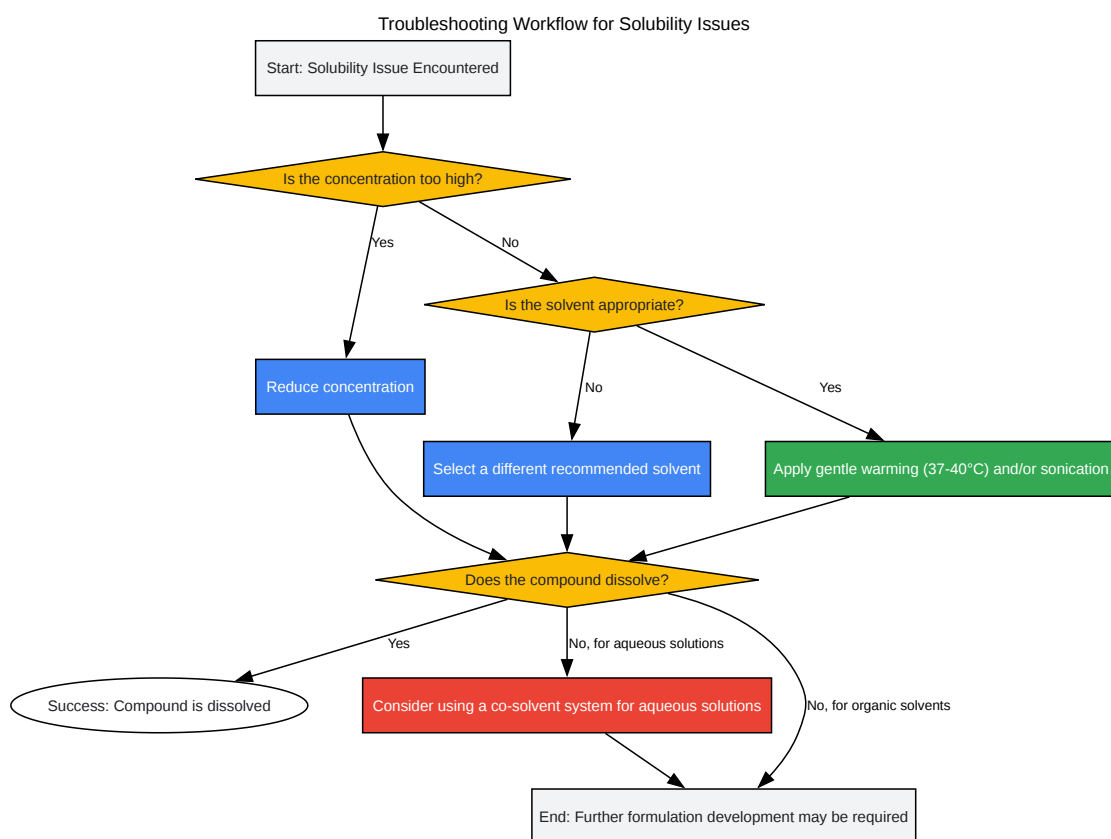 Troubleshooting Workflow for Solubility Issues
Start: Solubility Issue Encountered
Is the concentration too high?
Yes
No
Is the solvent appropriate?
Reduce concentration
No
Yes
Select a different recommended solvent
Apply gentle warming (37-40°C) and/or sonication
Does the compound dissolve?
Yes
No, for aqueous solutions
Success: Compound is dissolved
Consider using a co-solvent system for aqueous solutions
No, for organic solvents
End: Further formulation development may be required